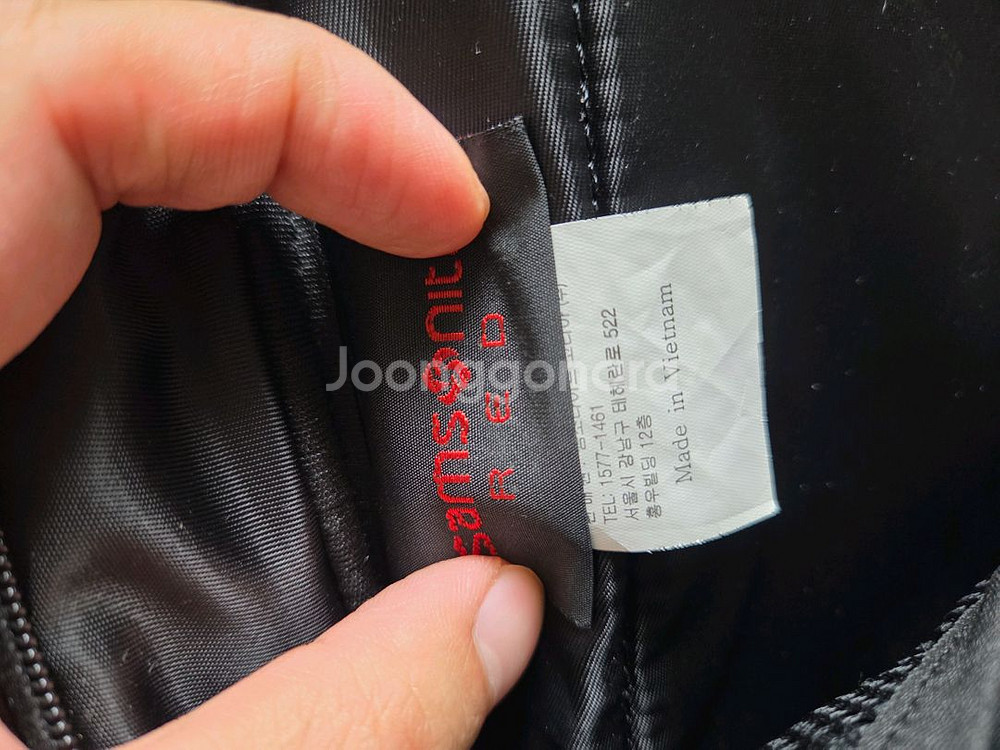 samsonite
RED
TEL: 1577-1461
서울시 강남구 테헤란로 522
홍우빌딩 12층
Made in Vietnam
Joonggonara